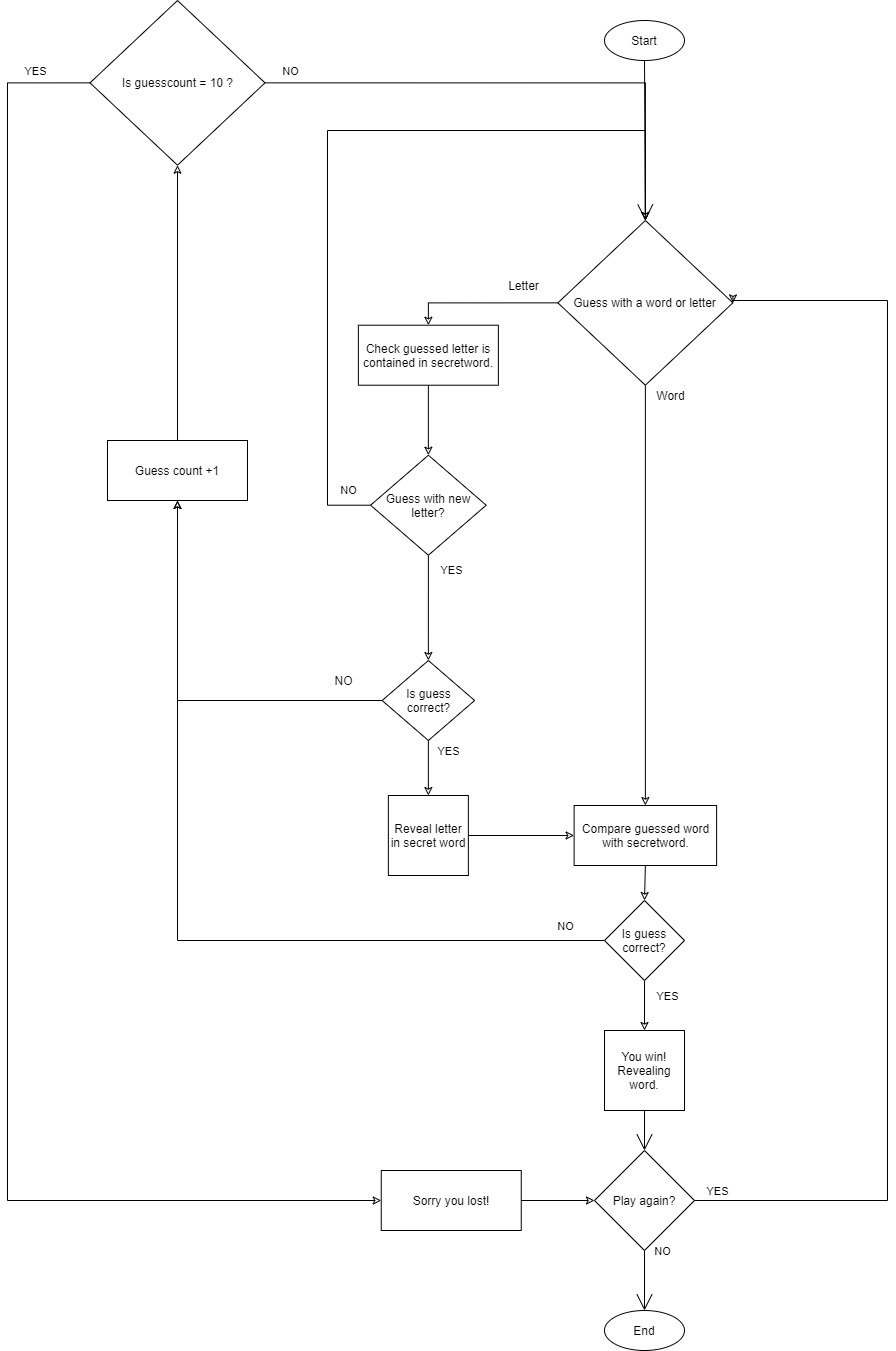 Start
YES
Is guesscount = 10 ?
NO
Letter
Guess with a word or letter
Check guessed letter is
contained in secretword.
Word
Guess count +1
NO
Guess with new
letter?
YES
NO
Is guess
correct?
YES
Reveal letter
in secret word
Compare guessed word
with secretword.
NO
Is guess
correct?
YES
You win!
Revealing
word.
Sorry you lost!
Play again?
YES
NO
End